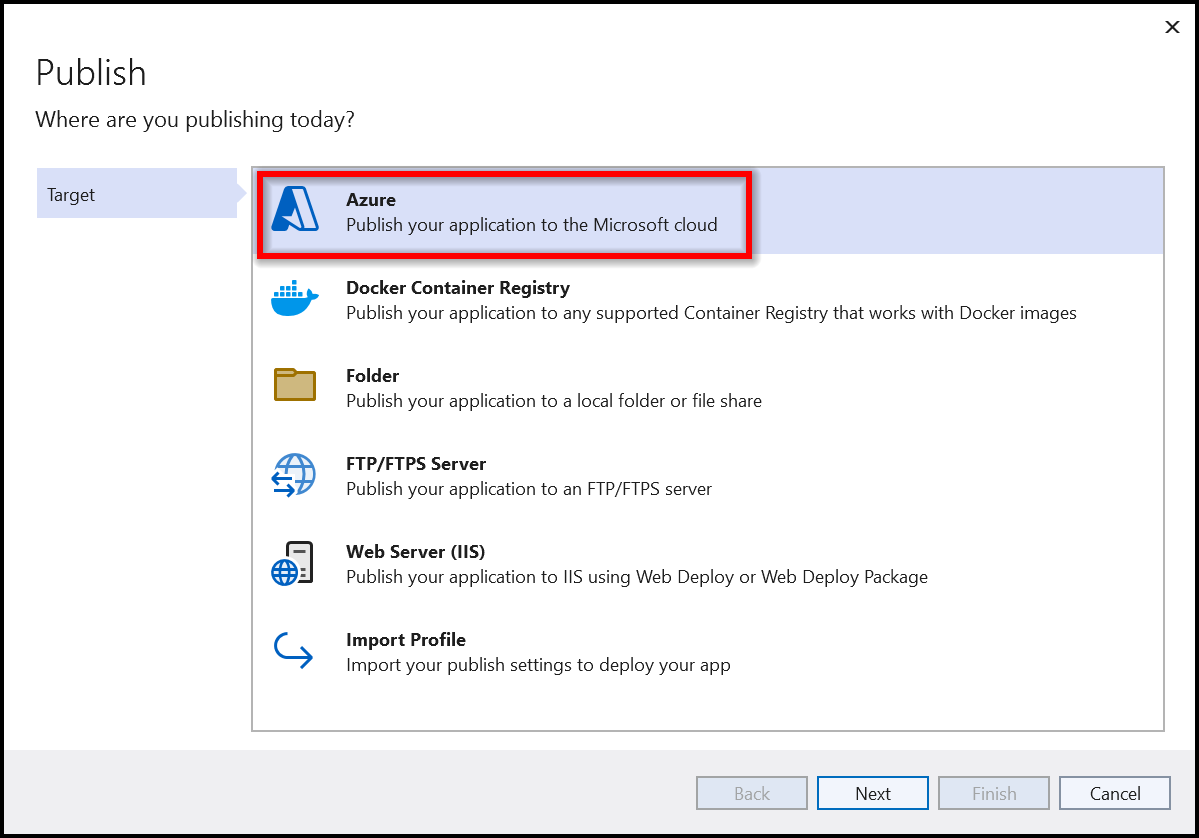 Publish
Where are you publishing today?
Target
Azure
Publish your application to the Microsoft cloud
Docker Container Registry
Publish your application to any supported Container Registry that works with Docker images
Folder
Publish your application to a local folder or file share
FTP/FTPS Server
Publish your application to an FTP/FTPS server
Web Server (IIS)
Publish your application to IIS using Web Deploy or Web Deploy Package
Import Profile
Import your publish settings to deploy your app
Back
Next
Finish
Cancel